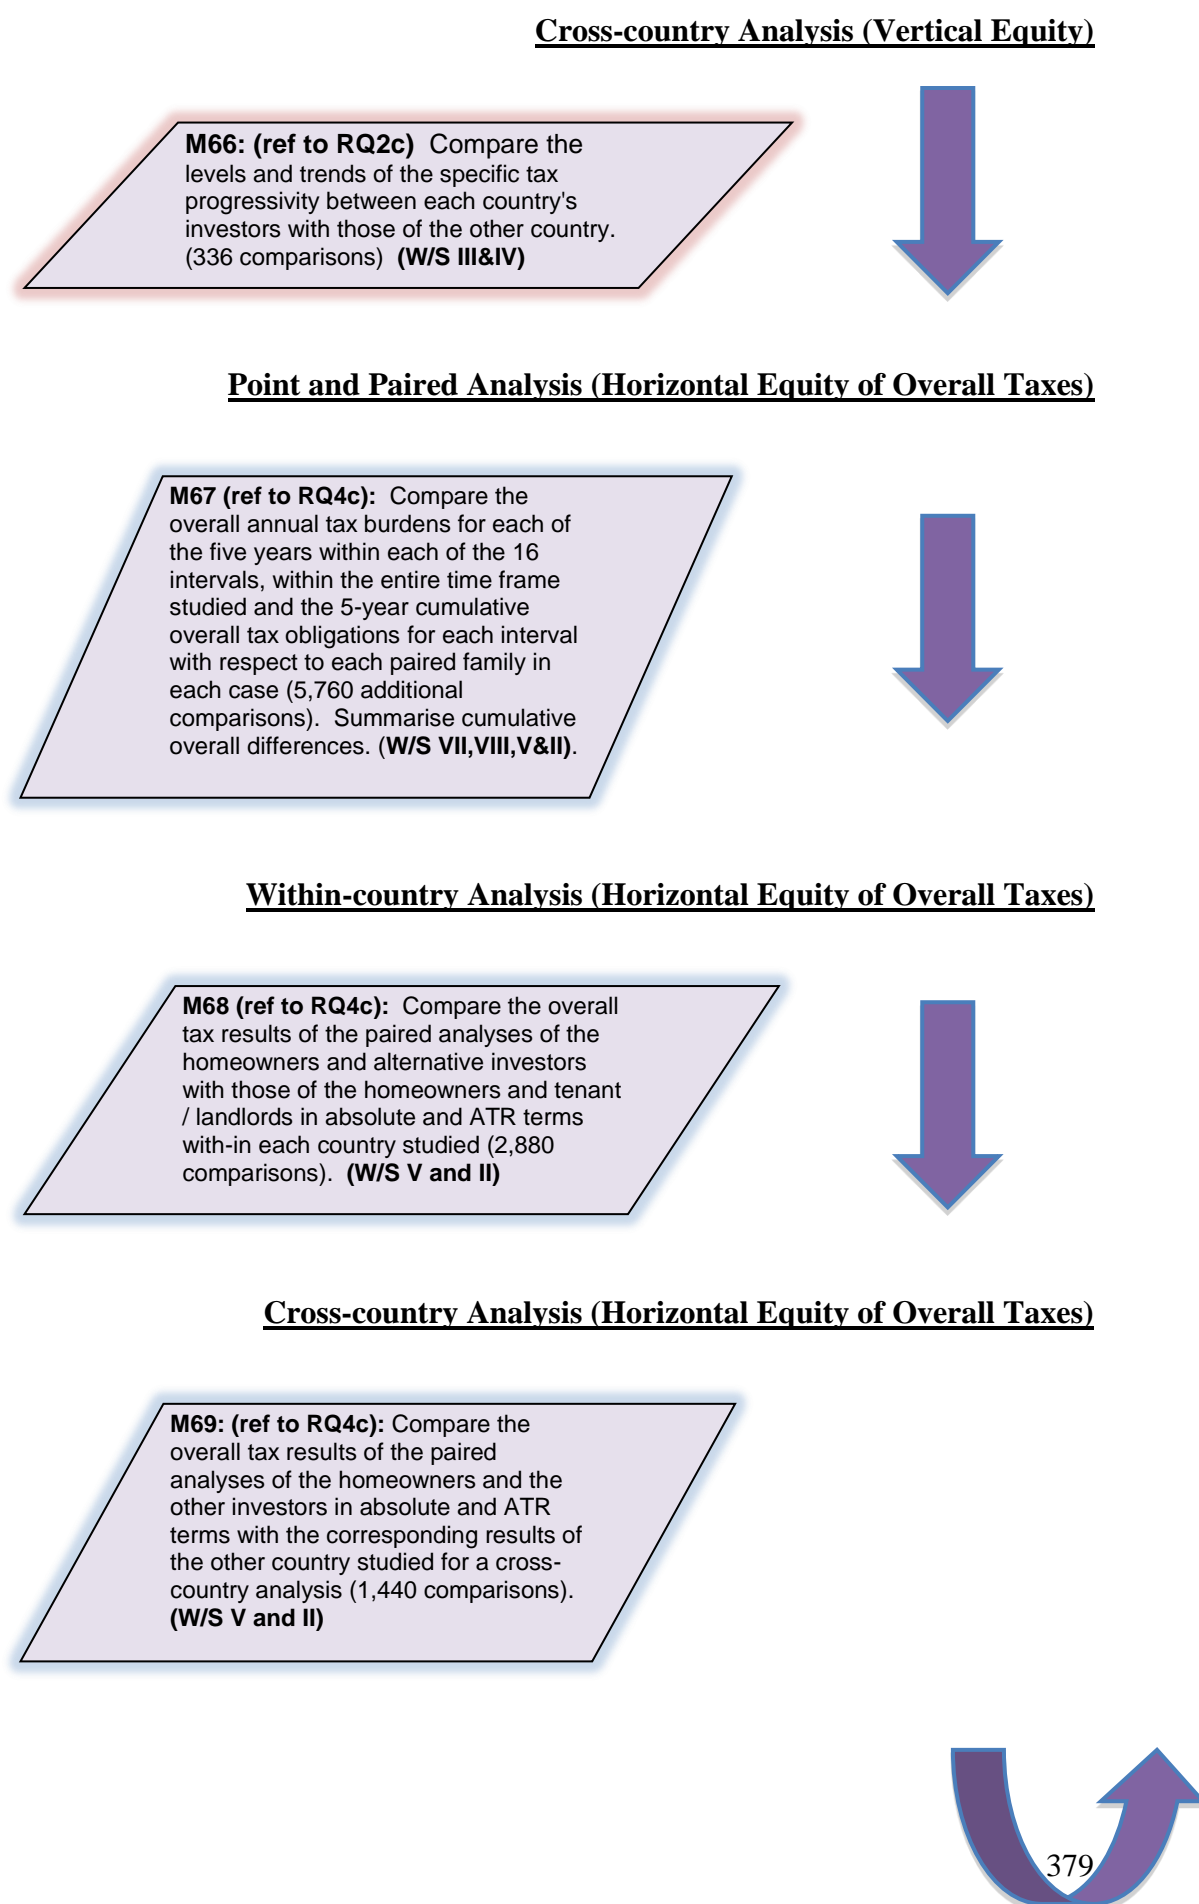 Cross-country Analysis (Vertical Equity)
M66: (ref to RQ2c) Compare the
levels and trends of the specific tax
progressivity between each country's
investors with those of the other country.
(336 comparisons) (W/S III&IV)
Point and Paired Analysis (Horizontal Equity of Overall Taxes)
M67 (ref to RQ4c): Compare the
overall annual tax burdens for each of
the five years within each of the 16
intervals, within the entire time frame
studied and the 5-year cumulative
overall tax obligations for each interval
with respect to each paired family in
each case (5,760 additional
comparisons). Summarise cumulative
overall differences. (W/S VII,VIII,V&II).
Within-country Analysis (Horizontal Equity of Overall Taxes)
M68 (ref to RQ4c): Compare the overall
tax results of the paired analyses of the
homeowners and alternative investors
with those of the homeowners and tenant
/ landlords in absolute and ATR terms
with-in each country studied (2,880
comparisons). (W/S V and II)
Cross-country Analysis (Horizontal Equity of Overall Taxes)
M69: (ref to RQ4c): Compare the
overall tax results of the paired
analyses of the homeowners and the
other investors in absolute and ATR
terms with the corresponding results of
the other country studied for a cross-
country analysis (1,440 comparisons).
(W/S V and II)
379